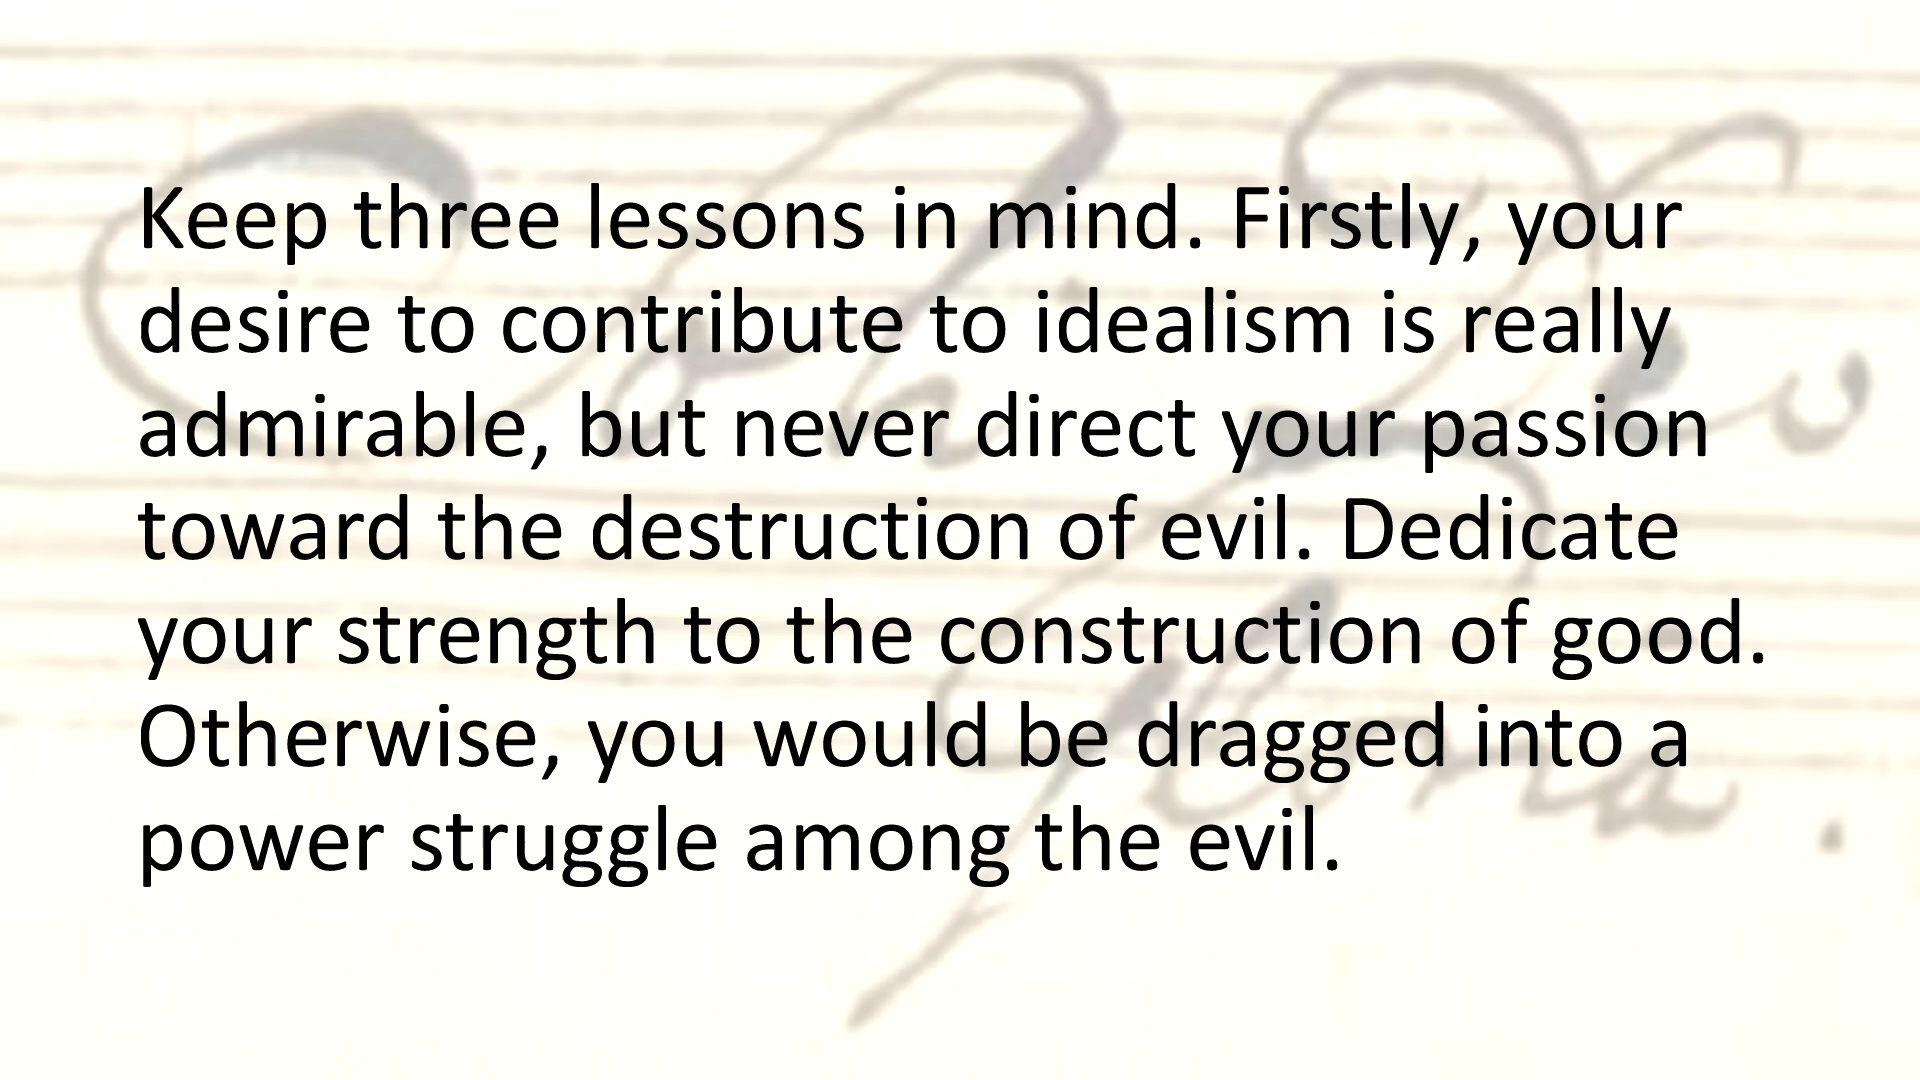 Keep three lessons in mind. Firstly, your
desire to contribute to idealism is really
admirable, but never direct your passion
toward the destruction of evil. Dedicate
your strength to the construction of good.
Otherwise, you would be dragged into a
power struggle among the evil.